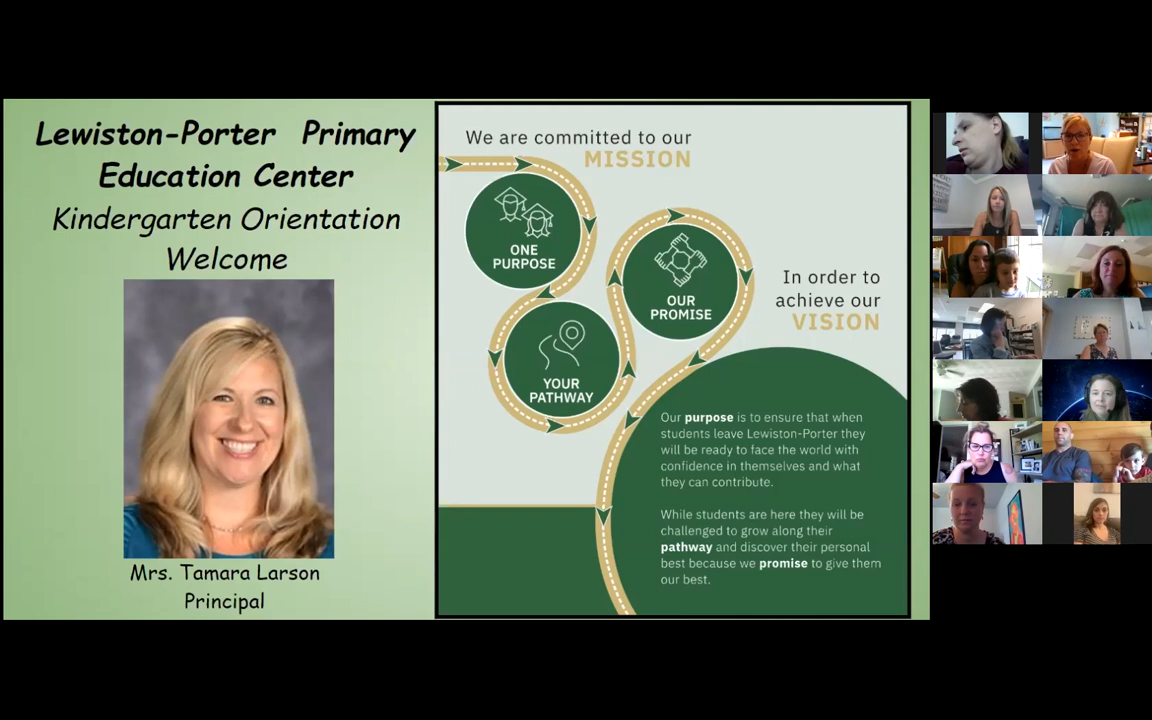 Lewiston-Porter Primary
Education Center
Kindergarten Orientation
Welcome
Mrs. Tamara Larson
Principal
We are committed to our
MISSION
ONE
PURPOSE
YOUR
PATHWAY
OUR
PROMISE
In order to
achieve our
VISION
Our purpose is to ensure that when
students leave Lewiston-Porter they
will be ready to face the world with
confidence in themselves and what
they can contribute.
While students are here they will be
challenged to grow along their
pathway and discover their personal
best because we promise to give them
our best.